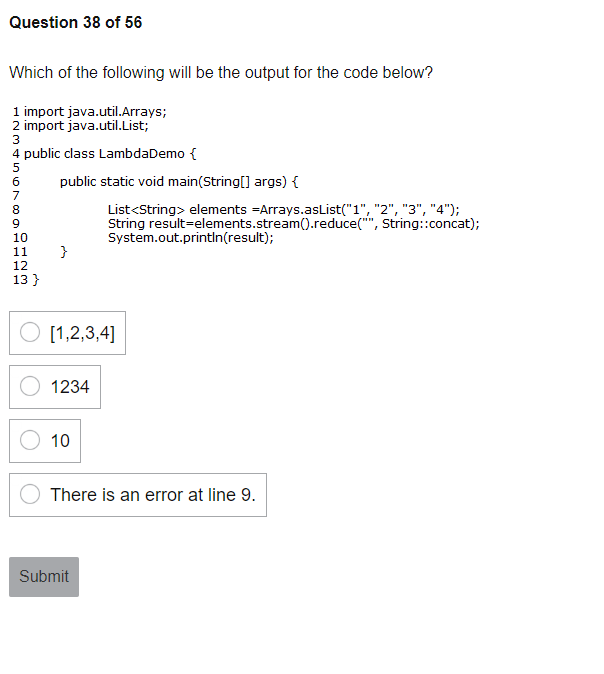 Question 38 of 56
Which of the following will be the output for the code below?
1 import java.util.Arrays;
2 import java.util.List;
3
4 public class LambdaDemo {
5
6 public static void main(String[] args) {
7
8 List<String> elements =Arrays.asList("1", "2", "3", "4");
9 String result=elements.stream().reduce("", String::concat);
10 System.out.println(result);
11 }
12
13 }
[1,2,3,4]
1234
10
There is an error at line 9.
Submit